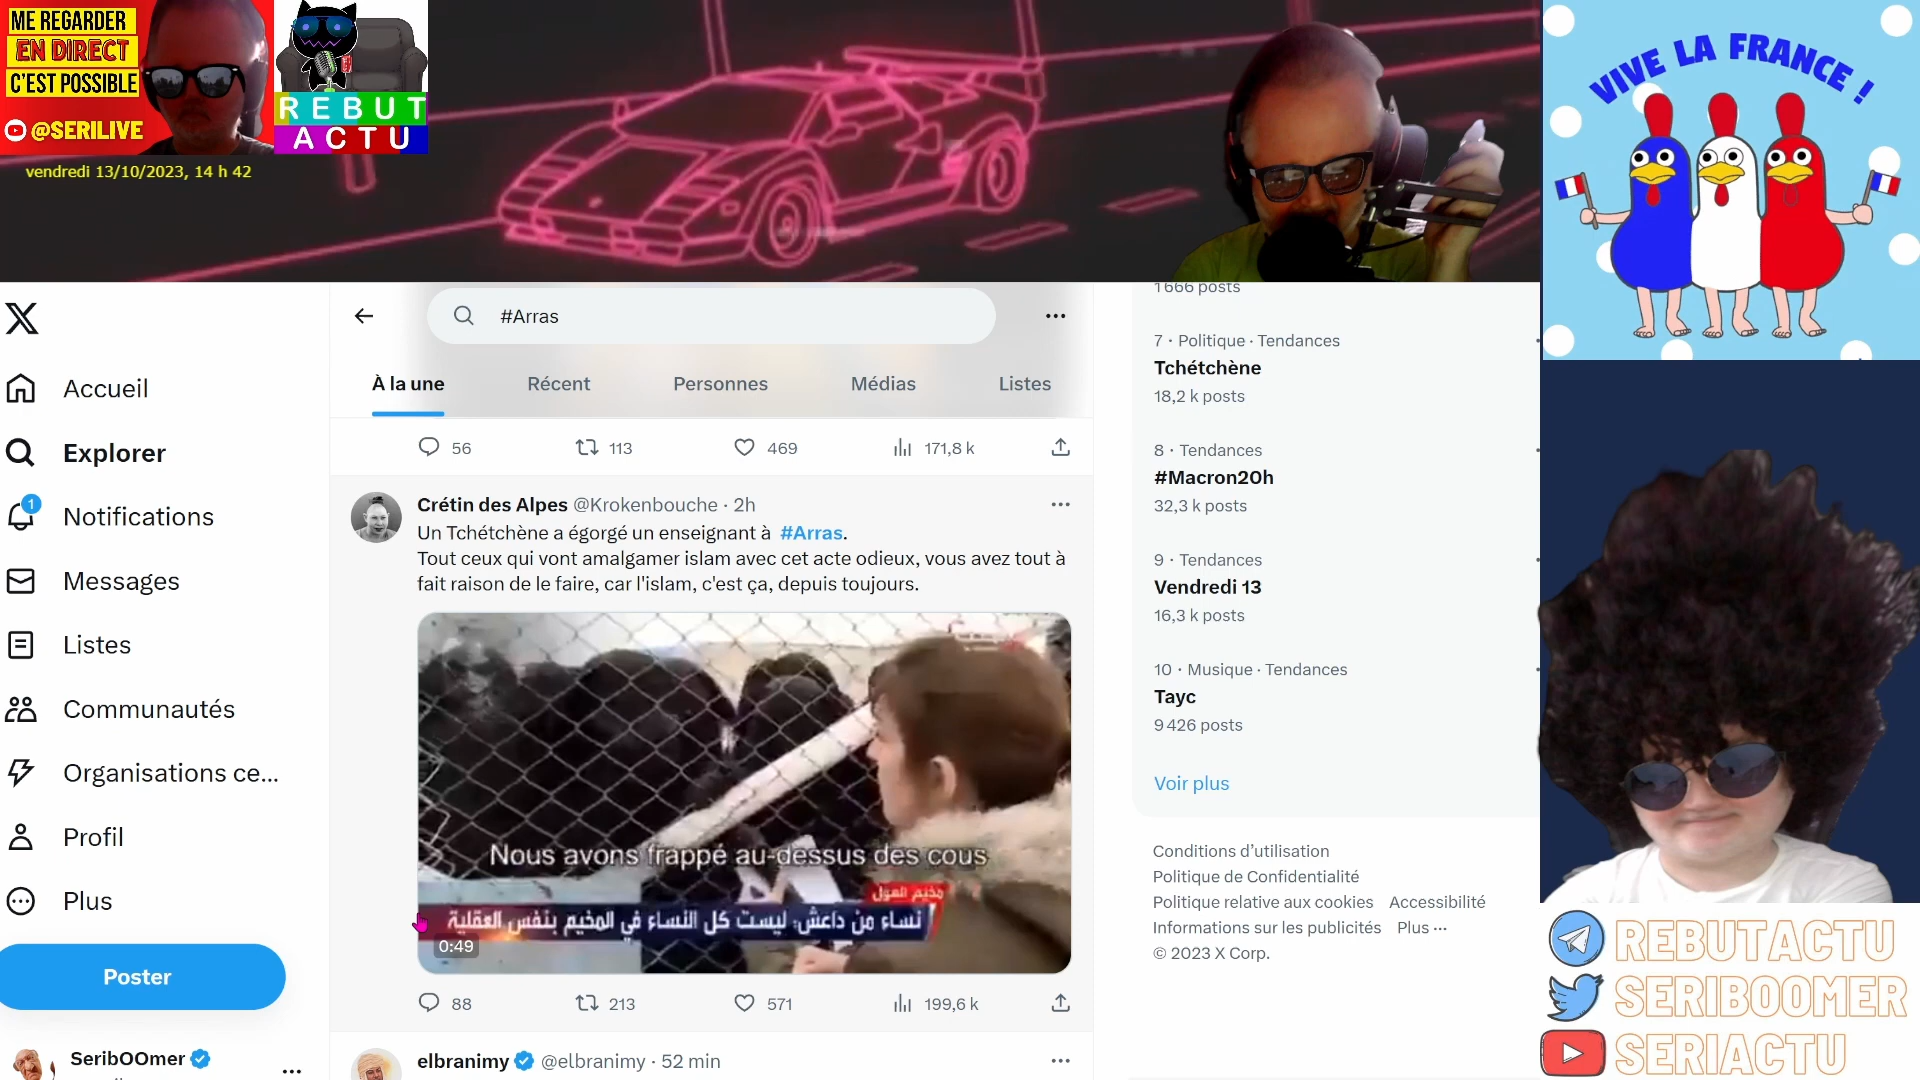 ME REGARDER
EN DIRECT
C'EST POSSIBLE
@SERILIVE
REBUT
ACTU
vendredi 13/10/2023, 14 h 42
VIVE LA FRANCE !
#Arras
À la une
Récent
Personnes
Médias
Listes
56
113
469
171,8 k
Accueil
Explorer
1
Notifications
Messages
Listes
Communautés
Organisations ce...
Profil
Plus
Poster
SeribOOmer
Crétin des Alpes @Krokenbouche · 2h
Un Tchétchène a égorgé un enseignant à #Arras.
Tout ceux qui vont amalgamer islam avec cet acte odieux, vous avez tout à
fait raison de le faire, car l'islam, c'est ça, depuis toujours.
Nous avons frappé au-dessus des cous
مخيم الهول
نساء من داعش: ليست كل النساء في المخيم بنفس العقلية
0:49
88
213
571
199,6 k
elbranimy @elbranimy · 52 min
1 666 posts
7 · Politique · Tendances
Tchétchène
18,2 k posts
8 · Tendances
#Macron20h
32,3 k posts
9 · Tendances
Vendredi 13
16,3 k posts
10 · Musique · Tendances
Tayc
9 426 posts
Voir plus
Conditions d'utilisation
Politique de Confidentialité
Politique relative aux cookies Accessibilité
Informations sur les publicités Plus ...
© 2023 X Corp.
REBUTACTU
SERIBOOMER
SERIACTU